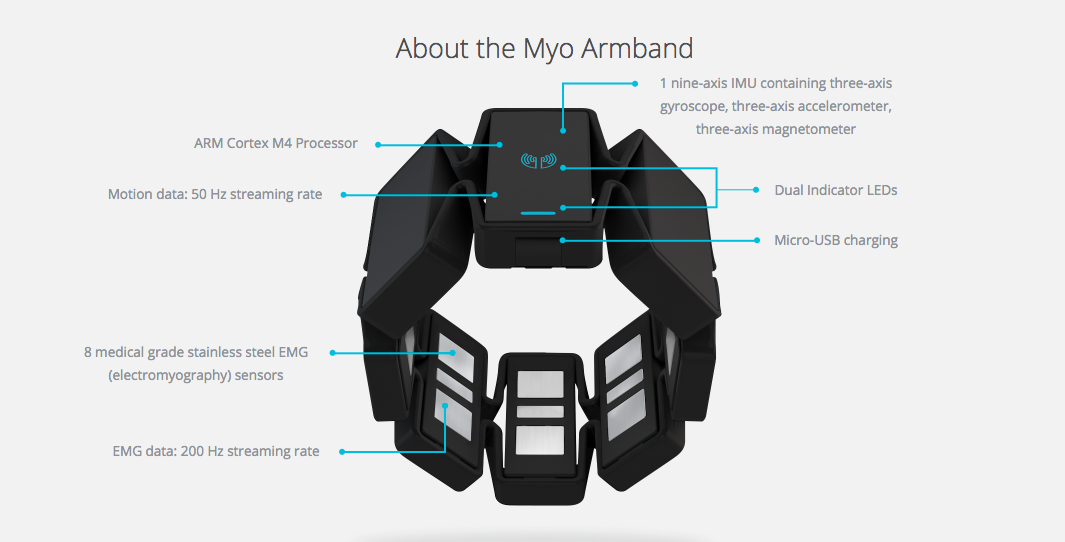 About the Myo Armband
1 nine-axis IMU containing three-axis
gyroscope, three-axis accelerometer,
three-axis magnetometer
ARM Cortex M4 Processor
Motion data: 50 Hz streaming rate
Dual Indicator LEDs
Micro-USB charging
8 medical grade stainless steel EMG
(electromyography) sensors
EMG data: 200 Hz streaming rate